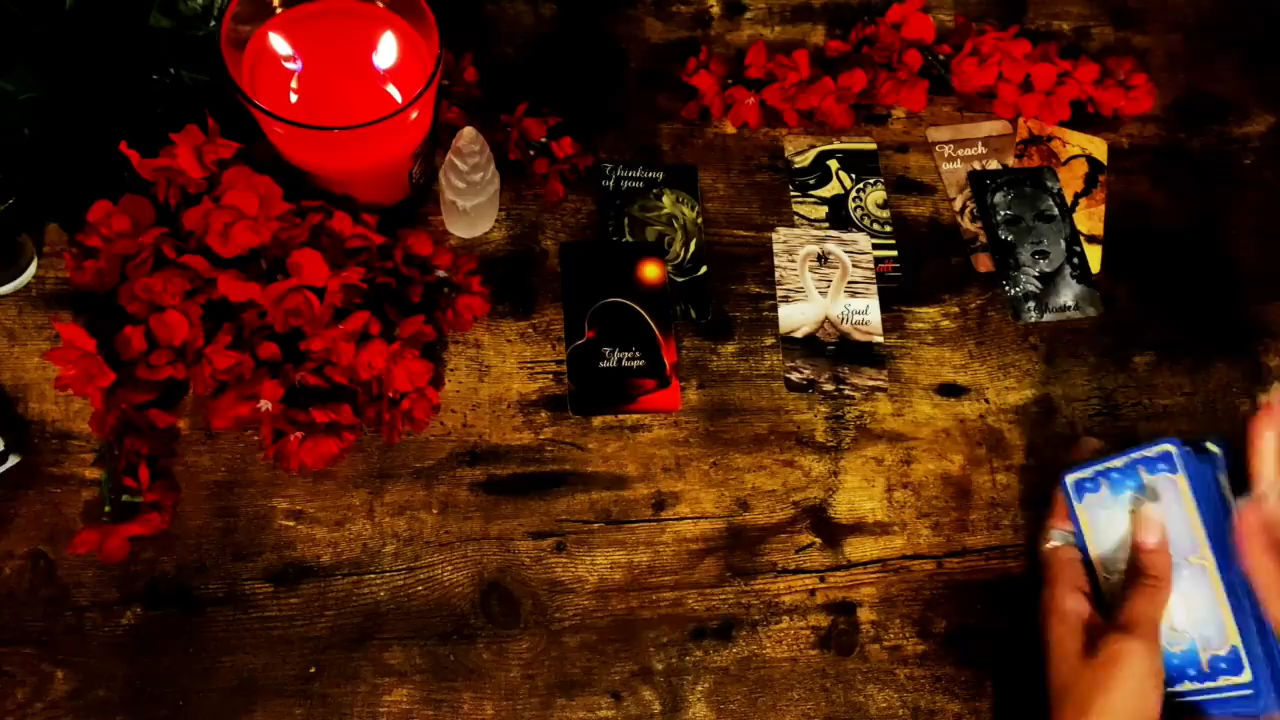 Thinking
of you
There's
still hope
Soul
Mate
Reach
out
Ghosted